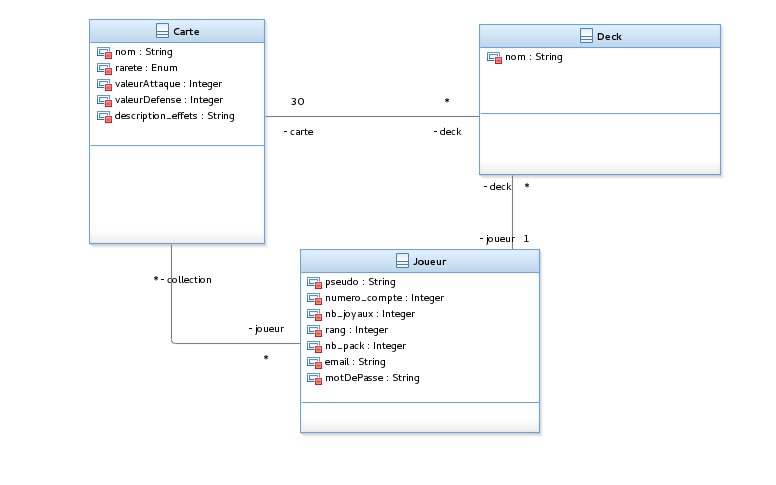 Carte
nom : String
rarete : Enum
valeurAttaque : Integer
valeurDefense : Integer
description_effets : String
Deck
nom : String
30
*
- carte
- deck
- deck *
- joueur 1
* - collection
- joueur
*
Joueur
pseudo : String
numero_compte : Integer
nb_joyaux : Integer
rang : Integer
nb_pack : Integer
email : String
motDePasse : String